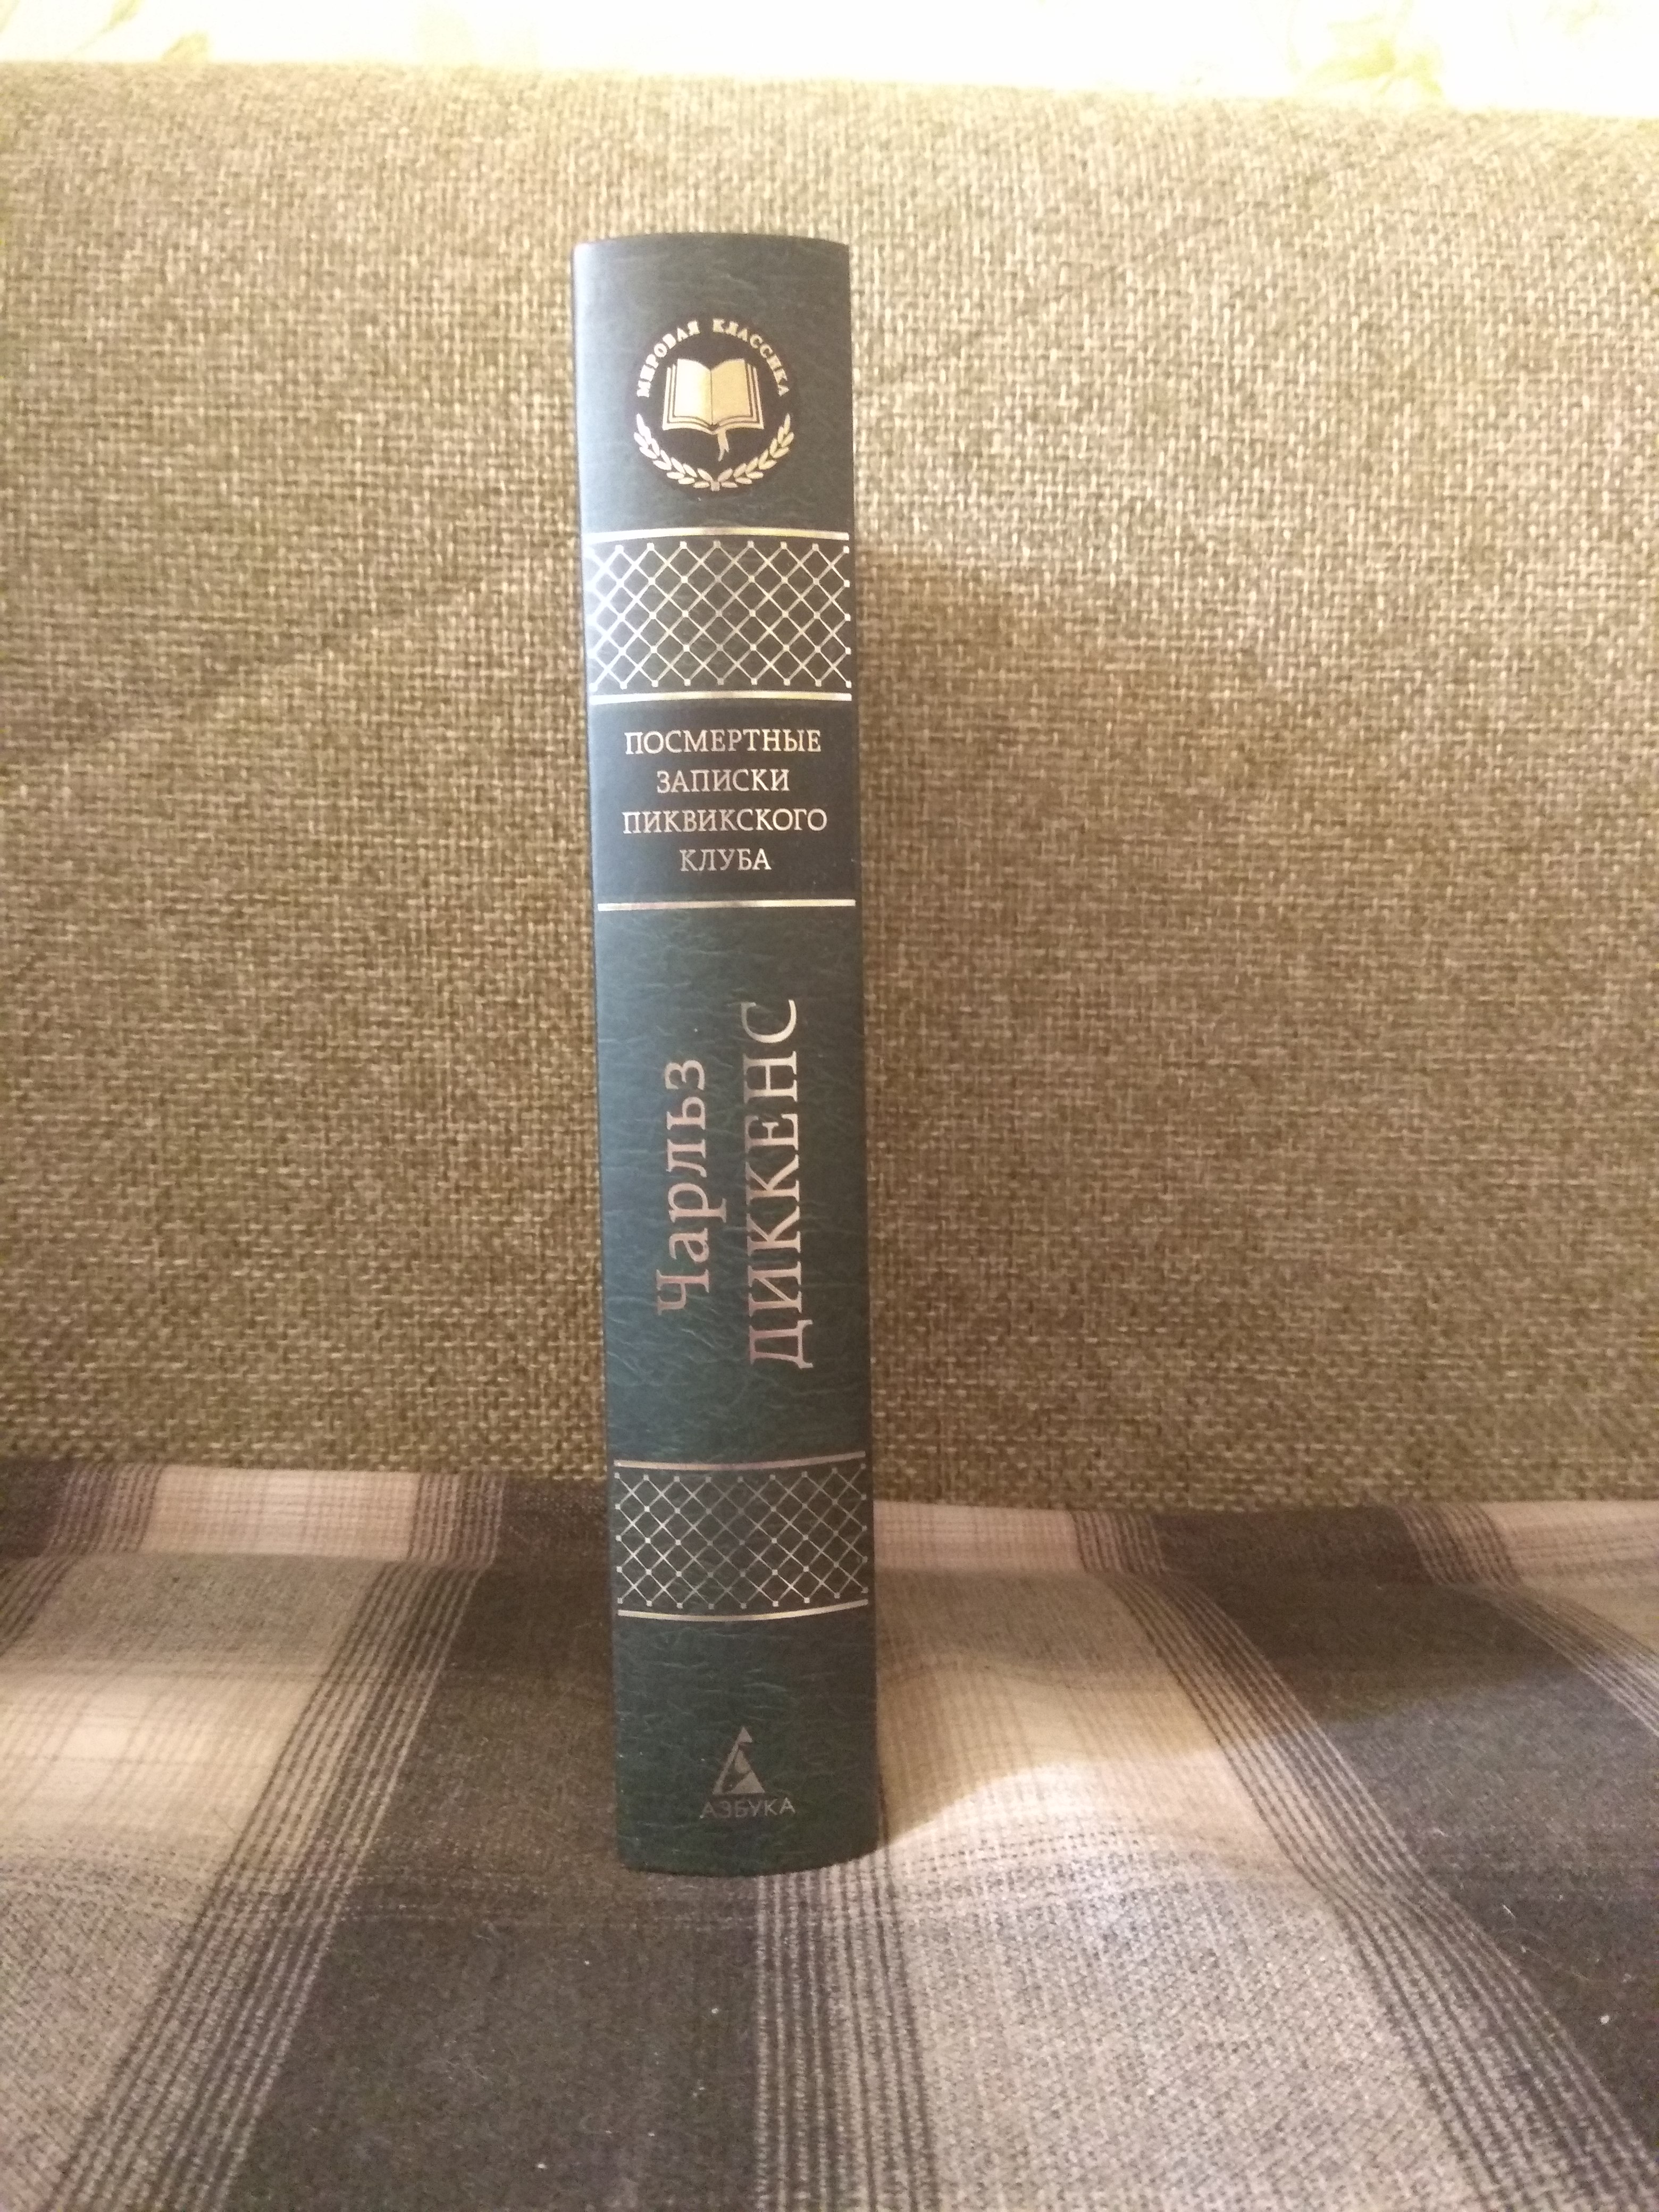 МИРОВАЯ КЛАССИКА
ПОСМЕРТНЫЕ
ЗАПИСКИ
ПИКВИКСКОГО
КЛУБА
Чарльз
ДИККЕНС
АЗБУКА